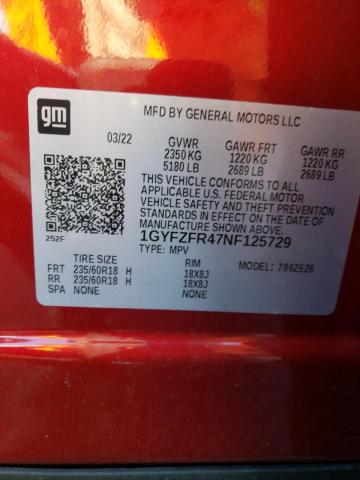 gm
MFD BY GENERAL MOTORS LLC
03/22 GVWR GAWR FRT GAWR RR
2350 KG 1220 KG 1220 KG
5180 LB 2689 LB 2689 LB
THIS VEHICLE CONFORMS TO ALL
APPLICABLE U.S. FEDERAL MOTOR
VEHICLE SAFETY AND THEFT
PREVENTION STANDARDS IN EFFECT
ON THE DATE OF
MANUFACTURE SHOWN ABOVE.
252F 1GYFZFR47NF125729
TYPE: MPV
TIRE SIZE RIM MODEL: 796ZE26
FRT 235/60R18 H 18X8J
RR 235/60R18 H 18X8J
SPA NONE NONE